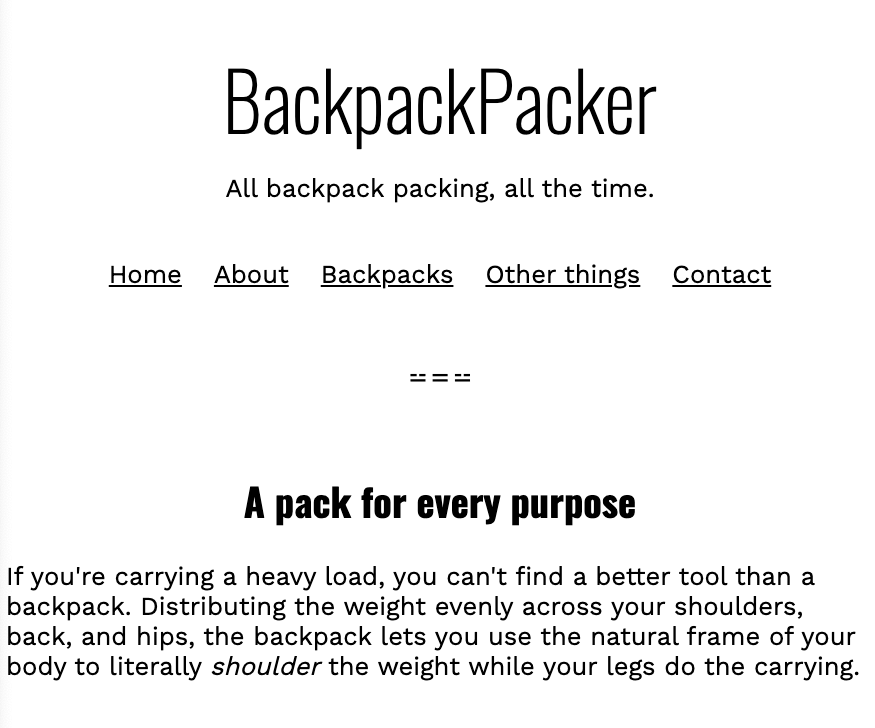 BackpackPacker
All backpack packing, all the time.
Home About Backpacks Other things Contact
==‌=
A pack for every purpose
If you're carrying a heavy load, you can't find a better tool than a
backpack. Distributing the weight evenly across your shoulders,
back, and hips, the backpack lets you use the natural frame of your
body to literally shoulder the weight while your legs do the carrying.